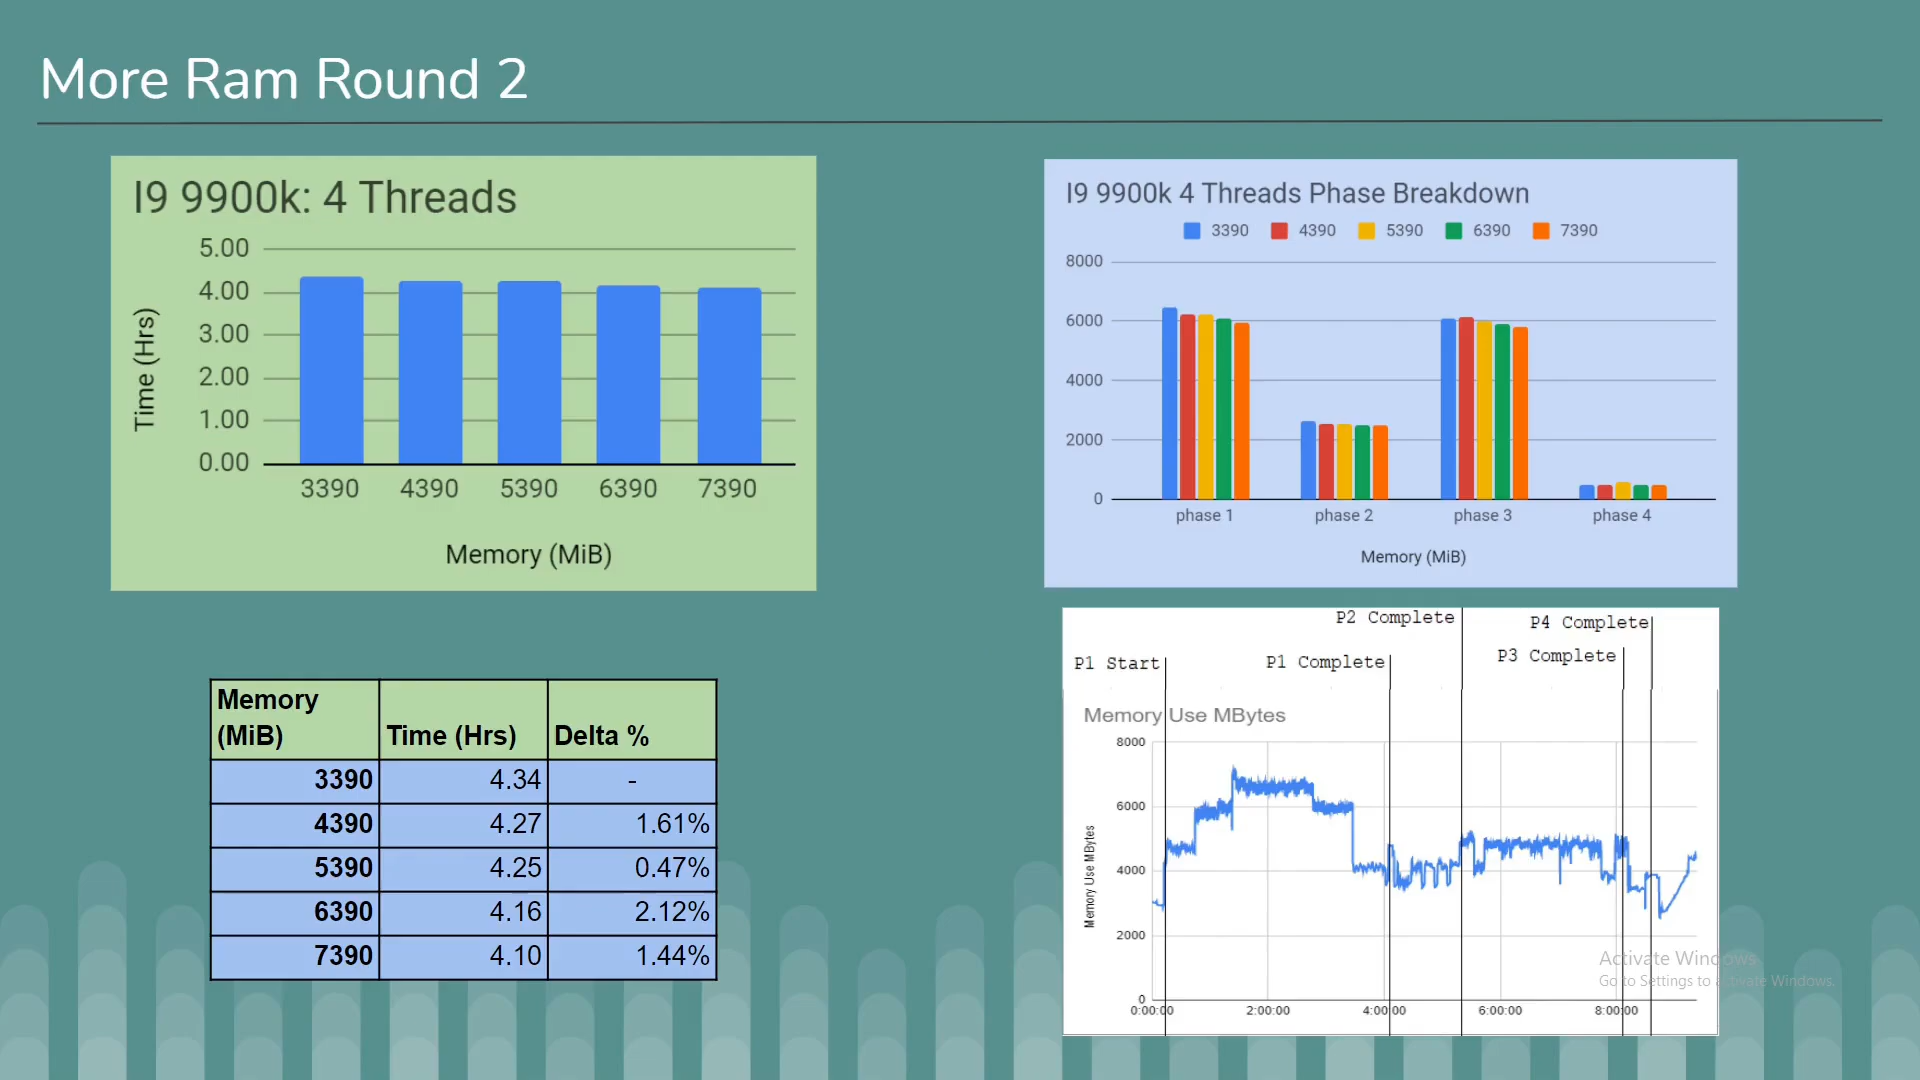 More Ram Round 2
I9 9900k: 4 Threads
5.00
4.00
3.00
2.00
1.00
0.00
Time (Hrs)
3390 4390 5390 6390 7390
Memory (MiB)
I9 9900k 4 Threads Phase Breakdown
3390 4390 5390 6390 7390
8000
6000
4000
2000
0
phase 1 phase 2 phase 3 phase 4
Memory (MiB)
Memory (MiB) Time (Hrs) Delta %
3390 4.34 -
4390 4.27 1.61%
5390 4.25 0.47%
6390 4.16 2.12%
7390 4.10 1.44%
P2 Complete
P4 Complete
P1 Start
P1 Complete
P3 Complete
Memory Use MBytes
8000
6000
4000
2000
0
Memory Use MBytes
0:00:00 2:00:00 4:00:00 6:00:00 8:00:00
Activate Windows
Go to Settings to activate Windows.